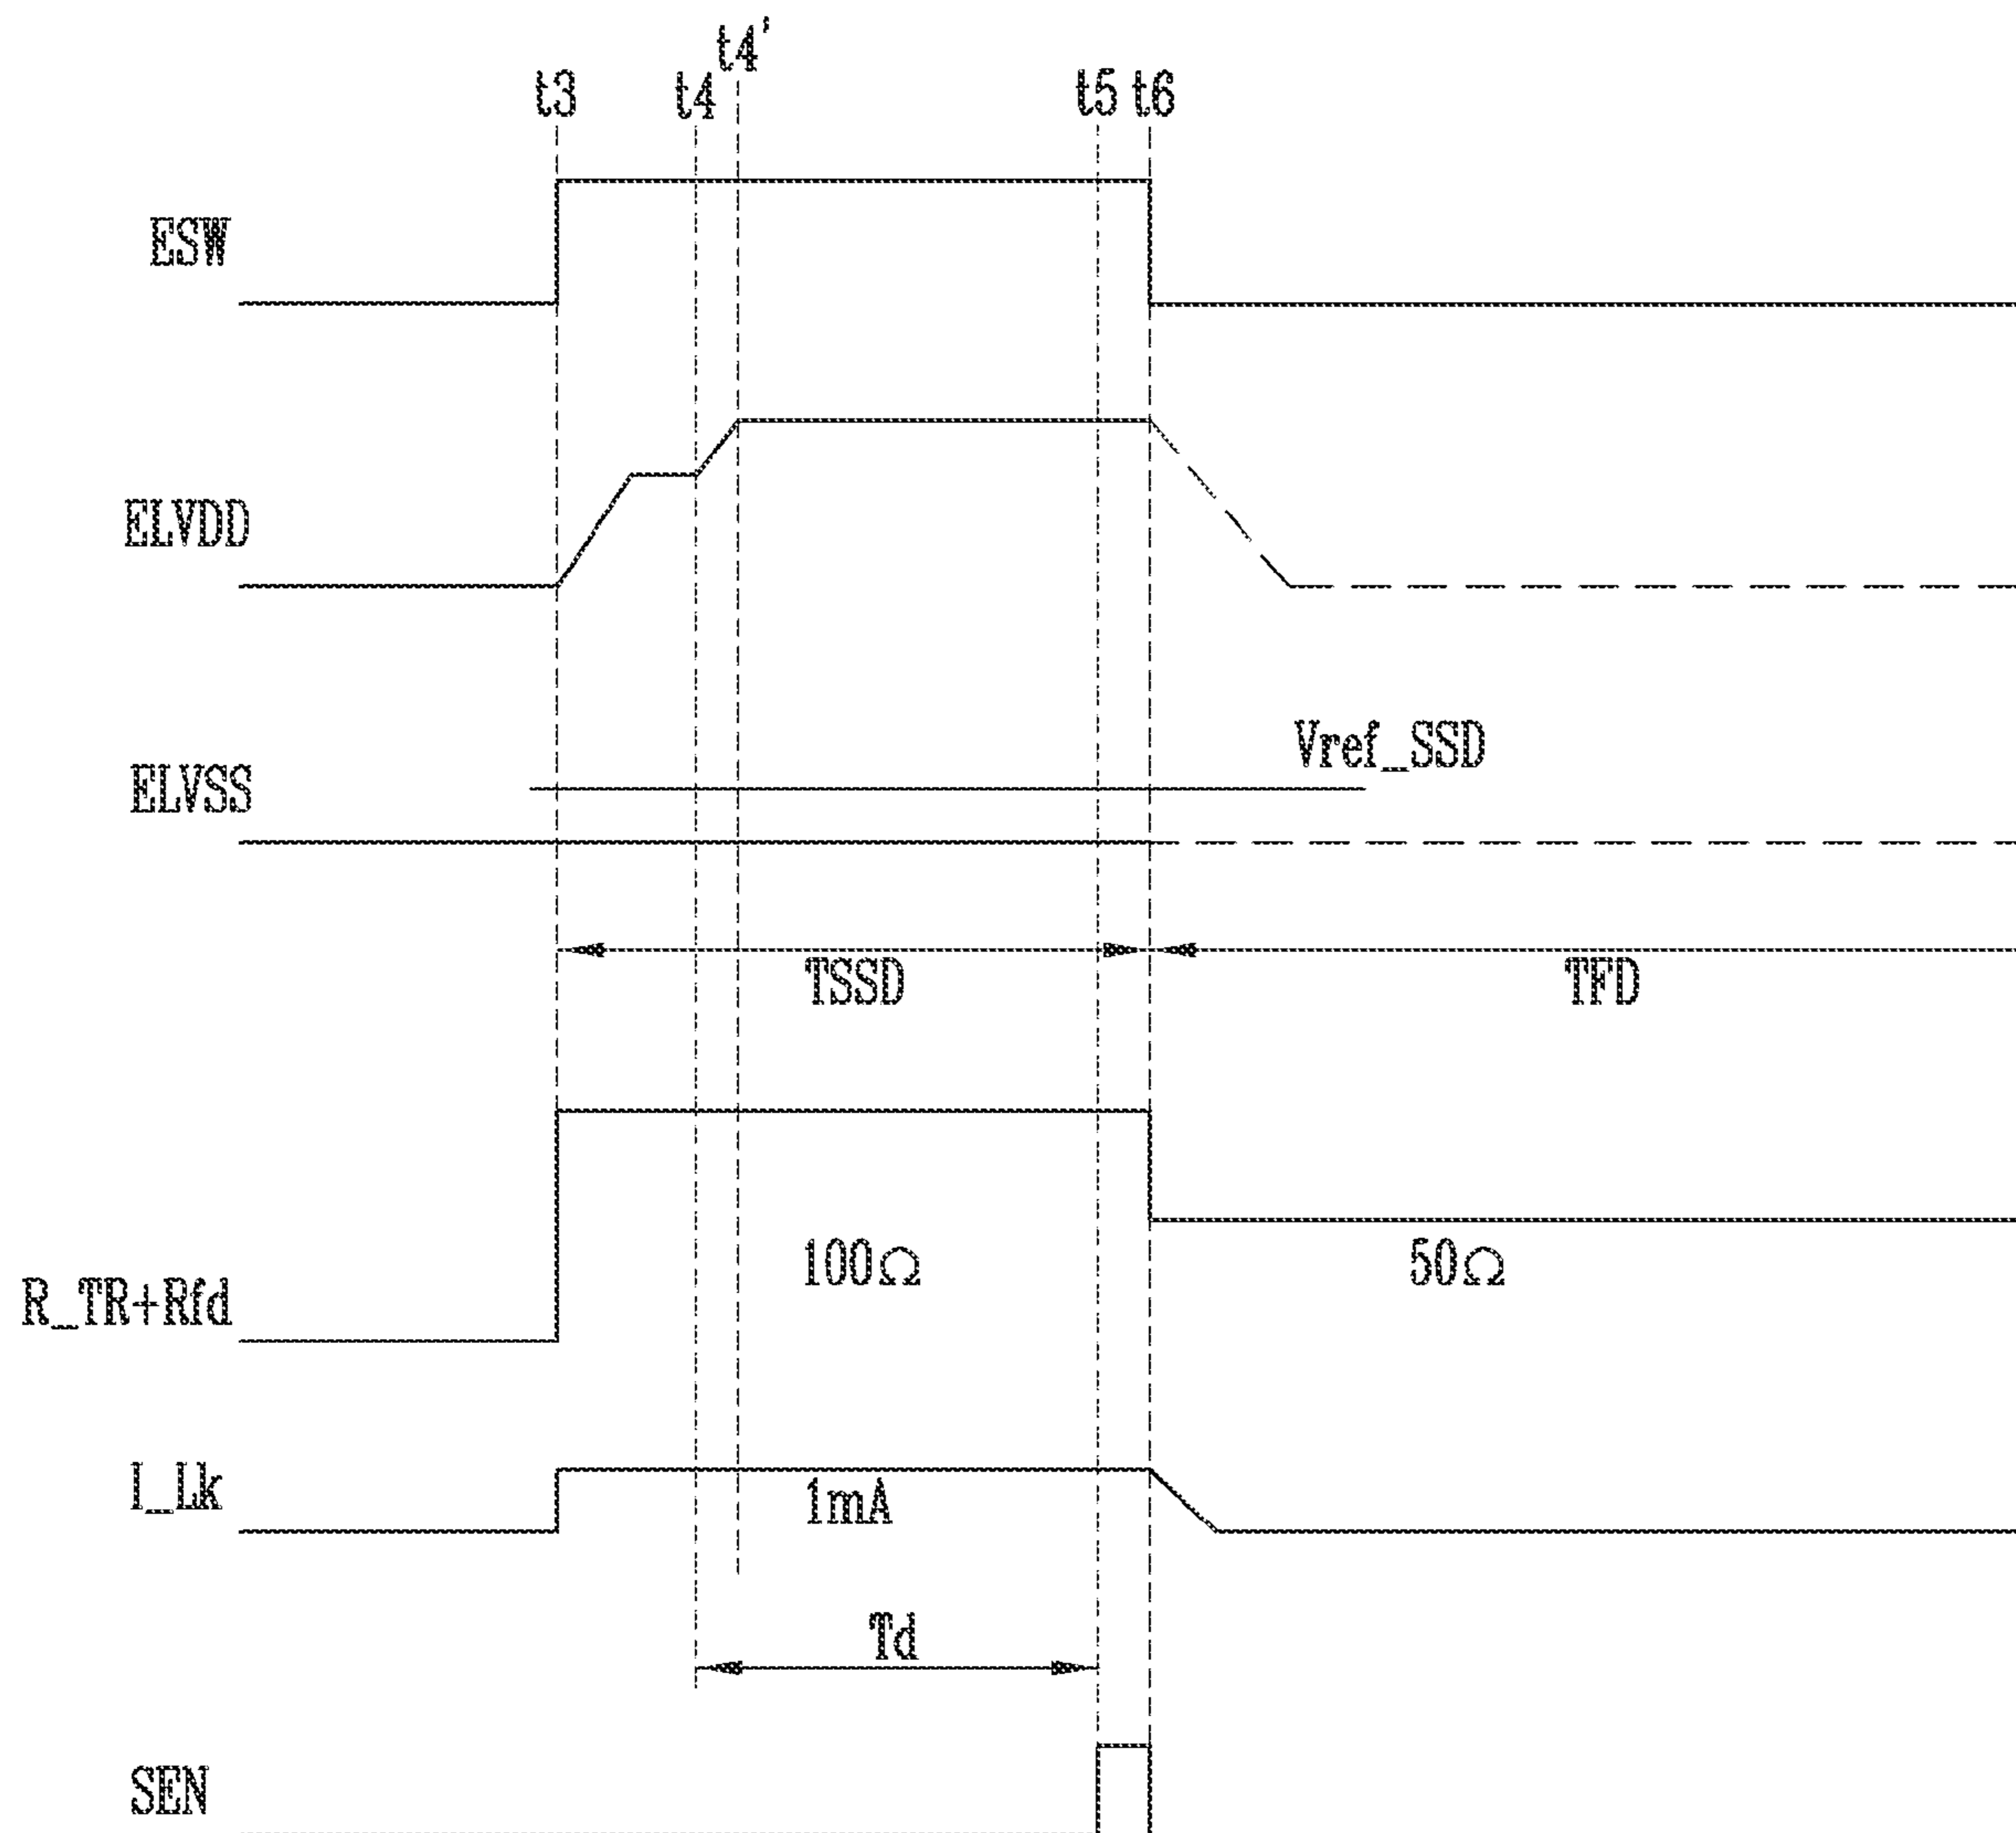 t3 t4 t4' t5 t6
ESW
ELVDD
Vref_SSD
ELVSS
TSSD TFD
100Ω 50Ω
R_TR+Rfd
I_Lk
1mA
Td
SEN